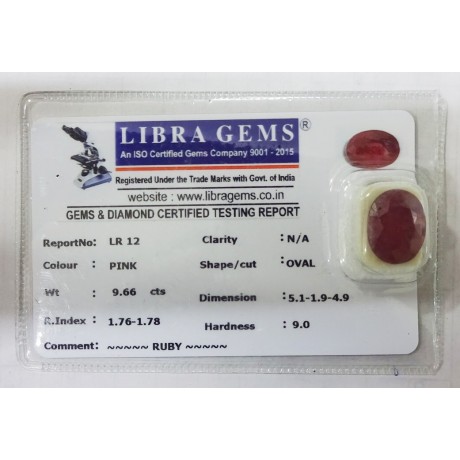 LIBRA GEMS ®
An ISO Certified Gems Company 9001 - 2015
Registered Under the Trade Marks with Govt. of India
website : www.libragems.co.in
GEMS & DIAMOND CERTIFIED TESTING REPORT
ReportNo: LR 12 Clarity : N/A
Colour : PINK Shape/cut : OVAL
Wt : 9.66 cts Dimension : 5.1-1.9-4.9
R.Index : 1.76-1.78 Hardness : 9.0
Comment: ~~~~~ RUBY ~~~~~